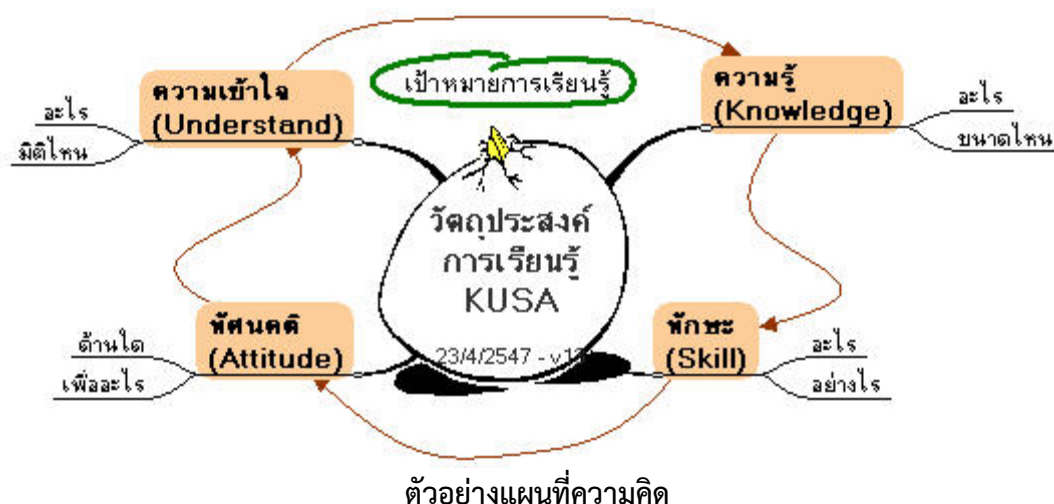 เป้าหมายการเรียนรู้
ความเข้าใจ
(Understand)
อะไร
มิติไหน
ความรู้
(Knowledge)
อะไร
ขนาดไหน
วัตถุประสงค์
การเรียนรู้
KUSA
23/4/2547 - v1
ทัศนคติ
(Attitude)
ด้านใด
เพื่ออะไร
ทักษะ
(Skill)
อะไร
อย่างไร
ตัวอย่างแผนที่ความคิด